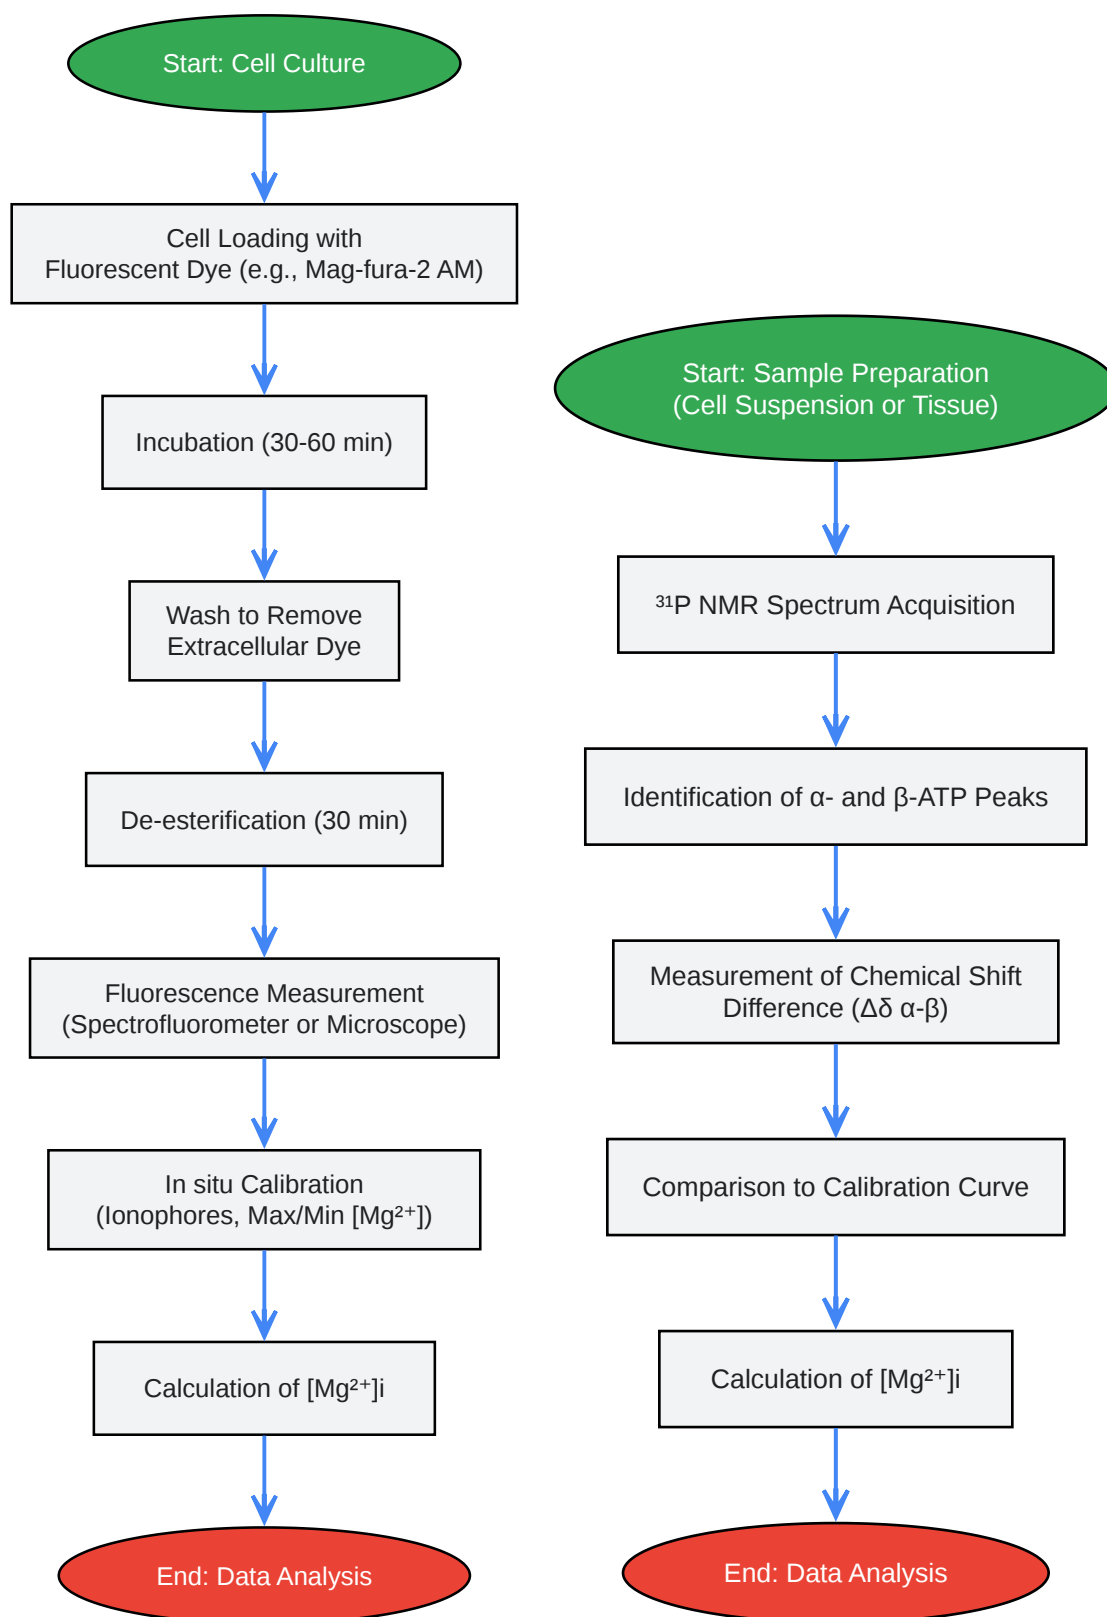 Start: Cell Culture
Cell Loading with
Fluorescent Dye (e.g., Mag-fura-2 AM)
Incubation (30-60 min)
Wash to Remove
Extracellular Dye
De-esterification (30 min)
Fluorescence Measurement
(Spectrofluorometer or Microscope)
In situ Calibration
(Ionophores, Max/Min [Mg²⁺])
Calculation of [Mg²⁺]i
End: Data Analysis
Start: Sample Preparation
(Cell Suspension or Tissue)
³¹P NMR Spectrum Acquisition
Identification of α- and β-ATP Peaks
Measurement of Chemical Shift
Difference (Δδ α-β)
Comparison to Calibration Curve
Calculation of [Mg²⁺]i
End: Data Analysis